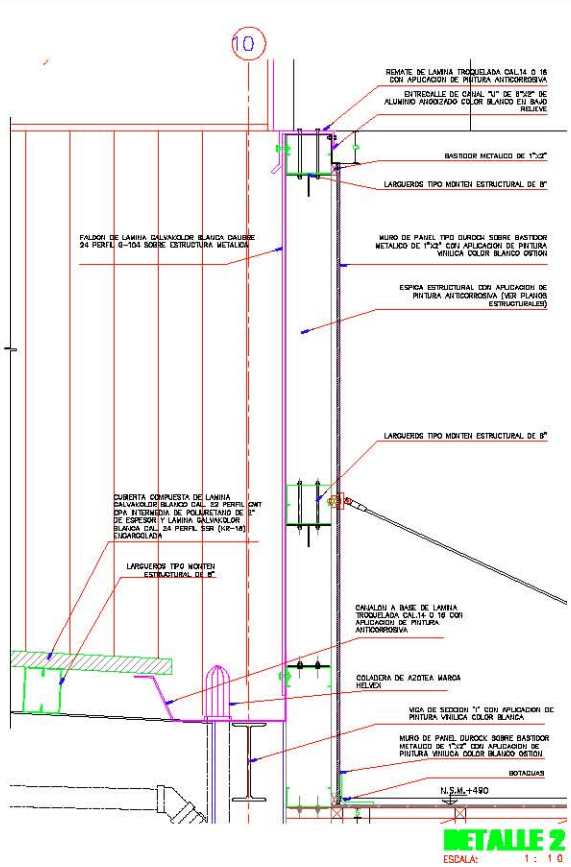 10
REMATE DE LAMINA TROQUELADA CAL.14 O 16
CON APLICACION DE PINTURA ANTICORROSIVA
ENTRECALLE DE CANAL "U" DE 8"X2" DE
ALUMINIO ANODIZADO COLOR BLANCO EN BAJO
RELIEVE
BASTIDOR METALICO DE 1"X2"
LARGUEROS TIPO MONTEN ESTRUCTURAL DE 8"
FALDON DE LAMINA GALVAKOLOR BLANCA CALIBRE
24 PERFIL G-104 SOBRE ESTRUCTURA METALICA
MURO DE PANEL TIPO DUROCK SOBRE BASTIDOR
METALICO DE 1"X2" CON APLICACION DE PINTURA
VINILICA COLOR BLANCO OSTION
ESPIGA ESTRUCTURAL CON APLICACION DE
PINTURA ANTICORROSIVA (VER PLANOS
ESTRUCTURALES)
LARGUEROS TIPO MONTEN ESTRUCTURAL DE 8"
CUBIERTA COMPUESTA DE LAMINA
GALVAKOLOR BLANCO CAL. 22 PERFIL
CPA INTERMEDIA DE POLIURETANO DE 2"
DE ESPESOR Y LAMINA GALVAKOLOR
BLANCA CAL. 24 PERFIL SSR (KR-18)
ENGARGOLADA
LARGUEROS TIPO MONTEN
ESTRUCTURAL DE 8"
CANALON A BASE DE LAMINA
TROQUELADA CAL.14 O 16 CON
APLICACION DE PINTURA
ANTICORROSIVA
COLADERA DE AZOTEA MARCA
HELVEX
VIGA DE SECCION "I" CON APLICACION DE
PINTURA VINILICA COLOR BLANCA
MURO DE PANEL DUROCK SOBRE BASTIDOR
METALICO DE 1"X2" CON APLICACION DE
PINTURA VINILICA COLOR BLANCO OSTION
BOTAGUAS
N.S.M.+490
DETALLE 2
ESCALA: 1 : 10